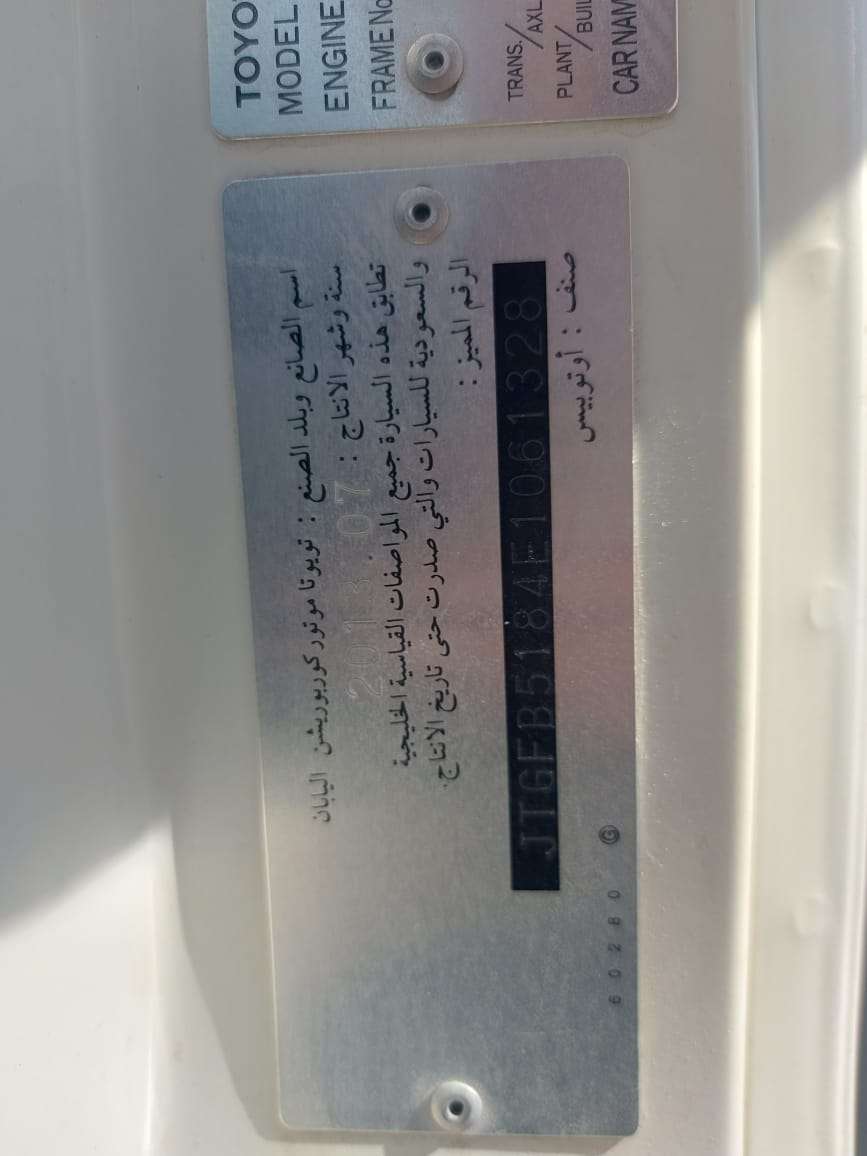 TOYO
MODEL
ENGINE
FRAME No
TRANS./AXL
PLANT/BUIL
CAR NAM
اسم الصانع وبلد الصنع : تويوتا موتور كوربوريشن اليابان
سنة وشهر الانتاج : 2013.07
تطابق هذه السيارة جميع المواصفات القياسية الخليجية
والسعودية للسيارات والتي صدرت حتى تاريخ الانتاج.
الرقم المميز :
JTGFB5184E1061328
صنف : أوتوبيس
60280 G